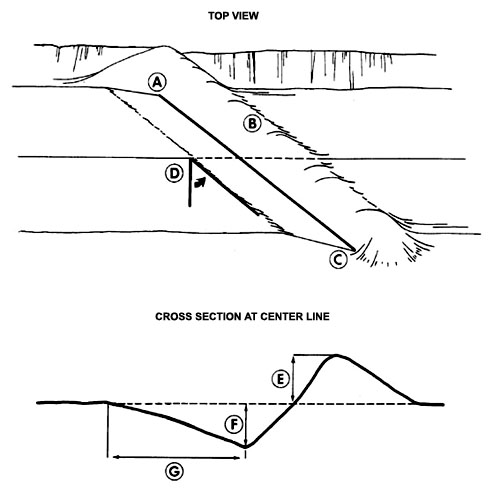 TOP VIEW
A
B
D
C
CROSS SECTION AT CENTER LINE
E
F
G